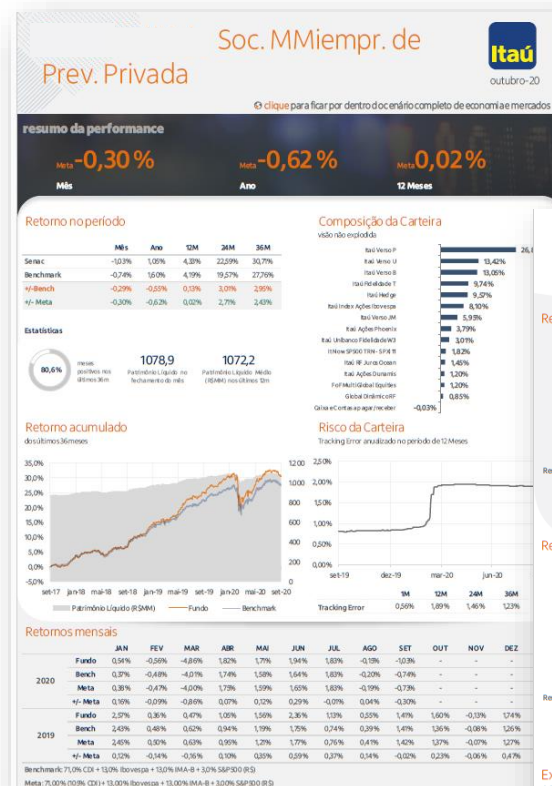 Soc. MMiempr. de
Prev. Privada
Itaú
outubro-20
clique para ficar por dentro do cenário completo de economia e mercados
resumo da performance
Meta -0,30 % Meta -0,62 % Meta 0,02 %
Mês Ano 12 Meses
Retorno no período
Mês Ano 12M 24M 36M
Senac -1,03% 1,05% 4,33% 22,59% 30,71%
Benchmark -0,74% 1,60% 4,19% 19,57% 27,76%
+/-Bench -0,29% -0,55% 0,13% 3,01% 2,95%
+/- Meta -0,30% -0,62% 0,02% 2,71% 2,43%
Estatísticas
80,6%
meses positivos nos últimos 36m
1078,9
Patrimônio Líquido no fechamento do mês
1072,2
Patrimônio Líquido Médio (R$MM) nos últimos 12m
Composição da Carteira
visão não explodida
Itaú Verso P 26,8
Itaú Verso U 13,42%
Itaú Verso B 13,05%
Itaú Fidelidade T 9,74%
Itaú Hedge 9,57%
Itaú Index Ações Ibovespa 8,10%
Itaú Verso JM 5,95%
Itaú Ações Phoenix 3,79%
Itaú Unibanco Fidelidade W3 3,01%
It Now SP500 TRN - SPXI 11 1,82%
Itaú RF Juros Ocean 1,45%
Itaú Ações Dunamis 1,20%
FoF Multi Global Equities 1,20%
Global Dinâmico RF 0,85%
Caixa e Contas a pagar/receber -0,03%
Retorno acumulado
dos últimos 36 meses
35,0%
30,0%
25,0%
20,0%
15,0%
10,0%
5,0%
0,0%
-5,0%
1200
1000
800
600
400
200
0
set-17 jan-18 mai-18 set-18 jan-19 mai-19 set-19 jan-20 mai-20 set-20
Patrimônio Líquido (R$MM) Fundo Benchmark
Risco da Carteira
Tracking Error anualizado no período de 12 Meses
2,50%
2,00%
1,50%
1,00%
0,50%
0,00%
set-19 dez-19 mar-20 jun-20
1M 12M 24M 36M
Tracking Error 0,56% 1,89% 1,46% 1,23%
Retornos mensais
JAN FEV MAR ABR MAI JUN JUL AGO SET OUT NOV DEZ
2020
Fundo 0,54% -0,56% -4,86% 1,82% 1,71% 1,94% 1,83% -0,15% -1,03% - - -
Bench 0,37% -0,48% -4,01% 1,74% 1,58% 1,64% 1,83% -0,20% -0,74% - - -
Meta 0,38% -0,47% -4,00% 1,75% 1,59% 1,65% 1,83% -0,19% -0,73% - - -
+/- Meta 0,16% -0,09% -0,86% 0,07% 0,12% 0,29% -0,01% 0,04% -0,30% - - -
2019
Fundo 2,57% 0,36% 0,47% 1,05% 1,56% 2,36% 1,13% 0,55% 1,41% 1,60% -0,13% 1,74%
Bench 2,43% 0,48% 0,62% 0,94% 1,19% 1,75% 0,74% 0,39% 1,41% 1,36% -0,08% 1,26%
Meta 2,45% 0,50% 0,63% 0,95% 1,21% 1,77% 0,76% 0,41% 1,42% 1,37% -0,07% 1,27%
+/- Meta 0,12% -0,14% -0,16% 0,10% 0,35% 0,59% 0,37% 0,14% -0,02% 0,23% -0,06% 0,47%
Benchmark: 71,0% CDI + 13,0% Ibovespa + 13,0% IMA-B + 3,0% S&P500 (R$)
Meta: 71,00% (101% CDI) + 13,00% Ibovespa + 13,00% IMA-B + 3,00% S&P500 (R$)